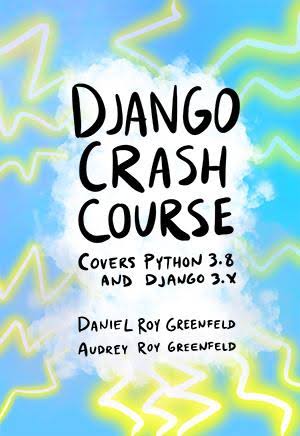 DJANGO
CRASH
COURSE
COVERS PYTHON 3.8
AND DJANGO 3.X
DANIEL ROY GREENFELD
AUDREY ROY GREENFELD